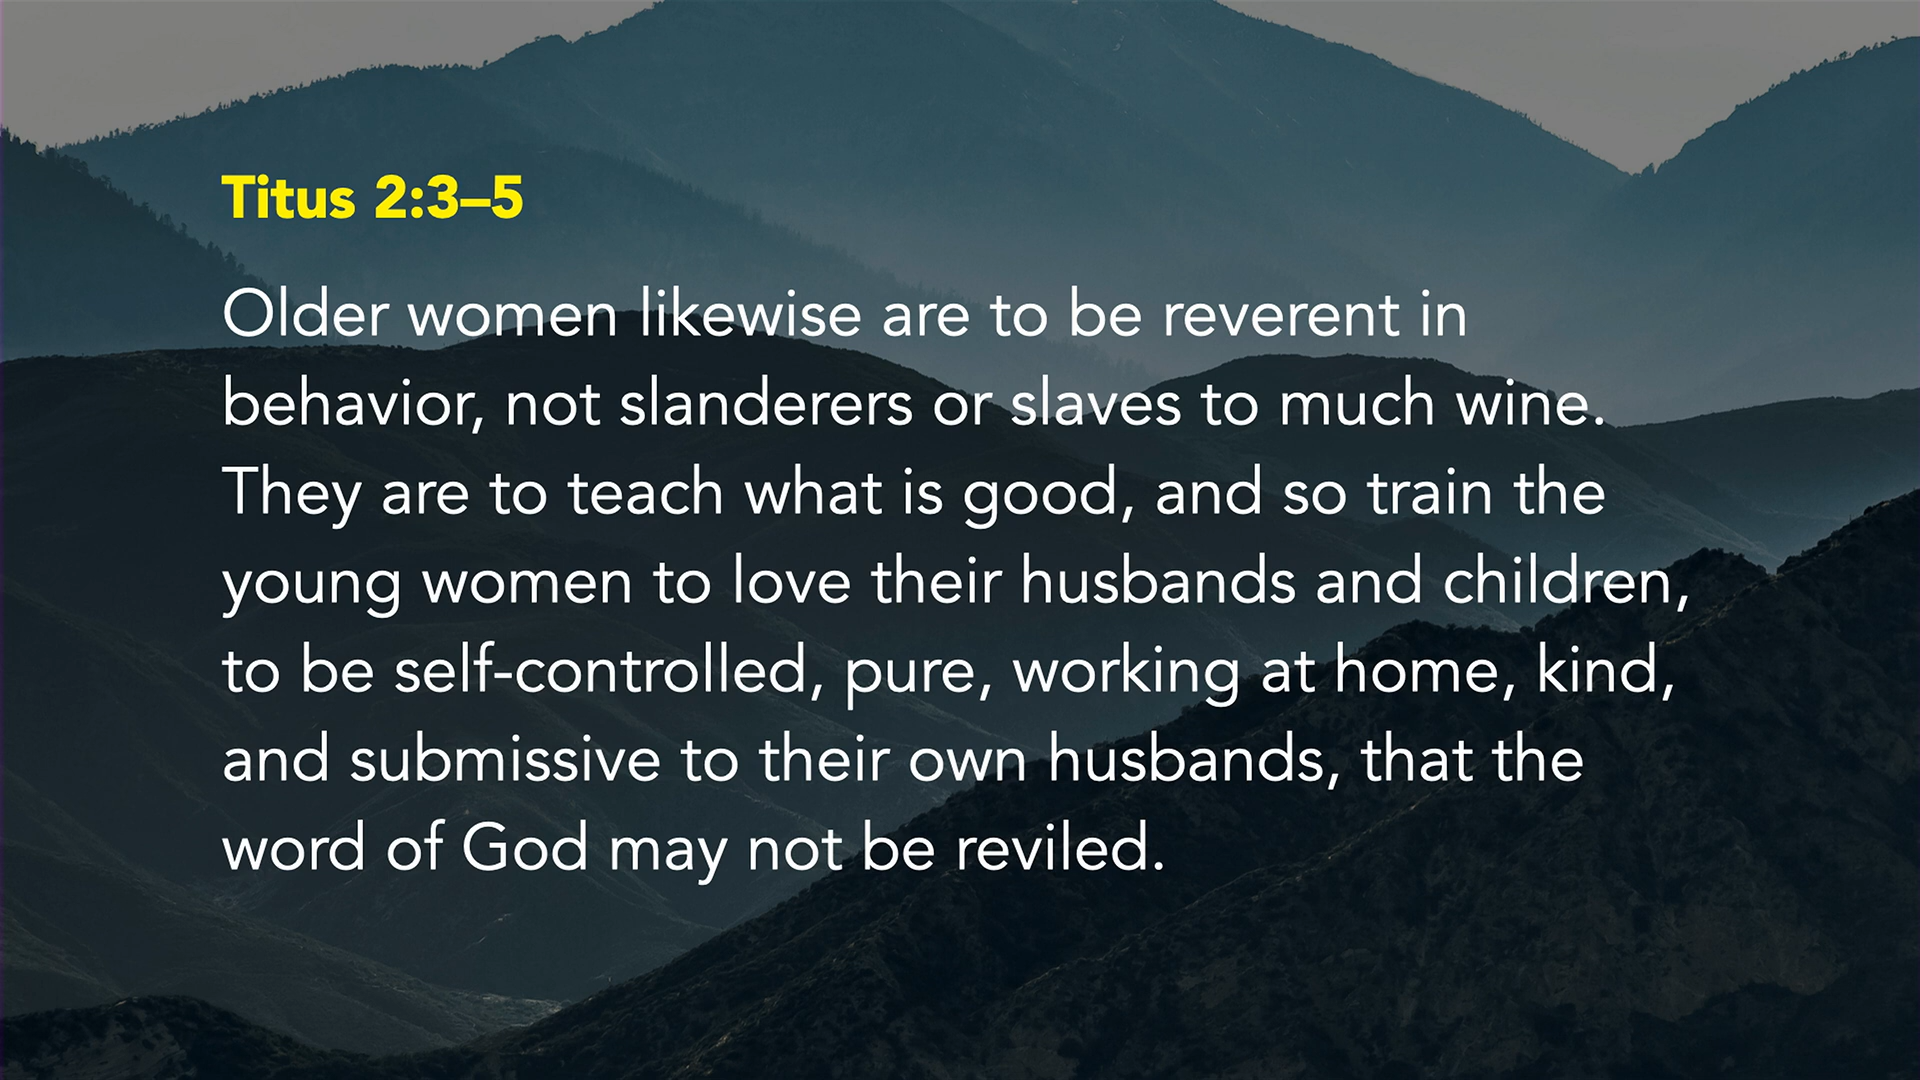 Titus 2:3–5
Older women likewise are to be reverent in
behavior, not slanderers or slaves to much wine.
They are to teach what is good, and so train the
young women to love their husbands and children,
to be self-controlled, pure, working at home, kind,
and submissive to their own husbands, that the
word of God may not be reviled.